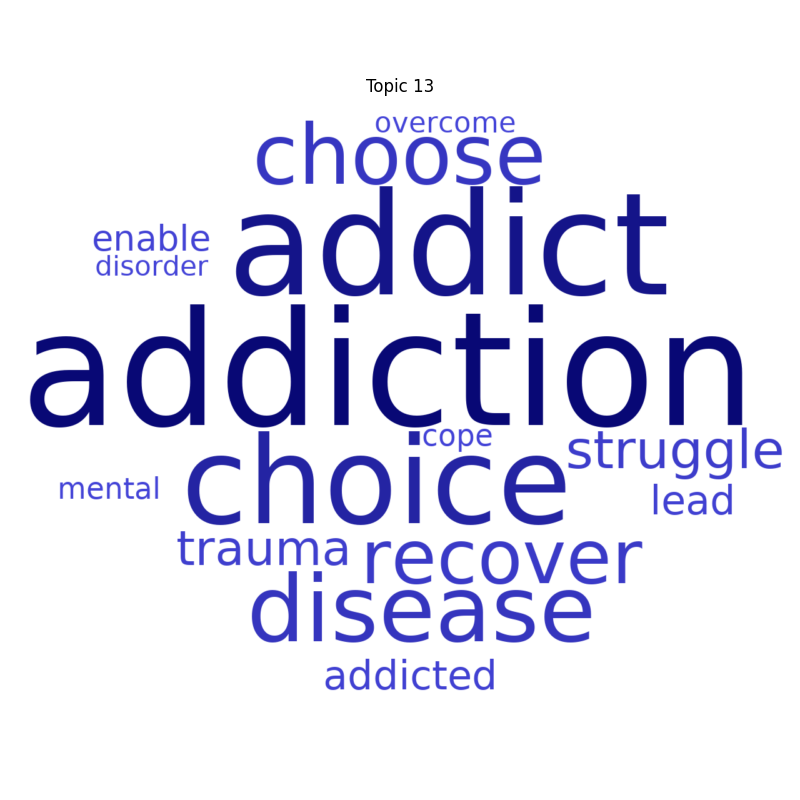 Topic 13
overcome
choose
addict
enable
disorder
addiction
cope
choice
struggle
mental
lead
trauma
recover
disease
addicted